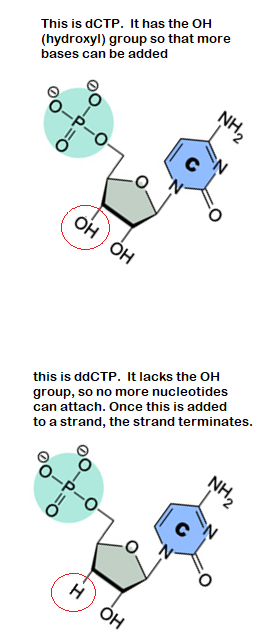 This is dCTP.  It has the OH
(hydroxyl) group so that more
bases can be added
⊖
O
⊖
O
P
O
O
NH2
C
N
N
O
O
OH
OH
this is ddCTP.  It lacks the OH
group, so no more nucleotides
can attach. Once this is added
to a strand, the strand terminates.
⊖
O
⊖
O
P
O
O
NH2
C
N
N
O
O
H
OH